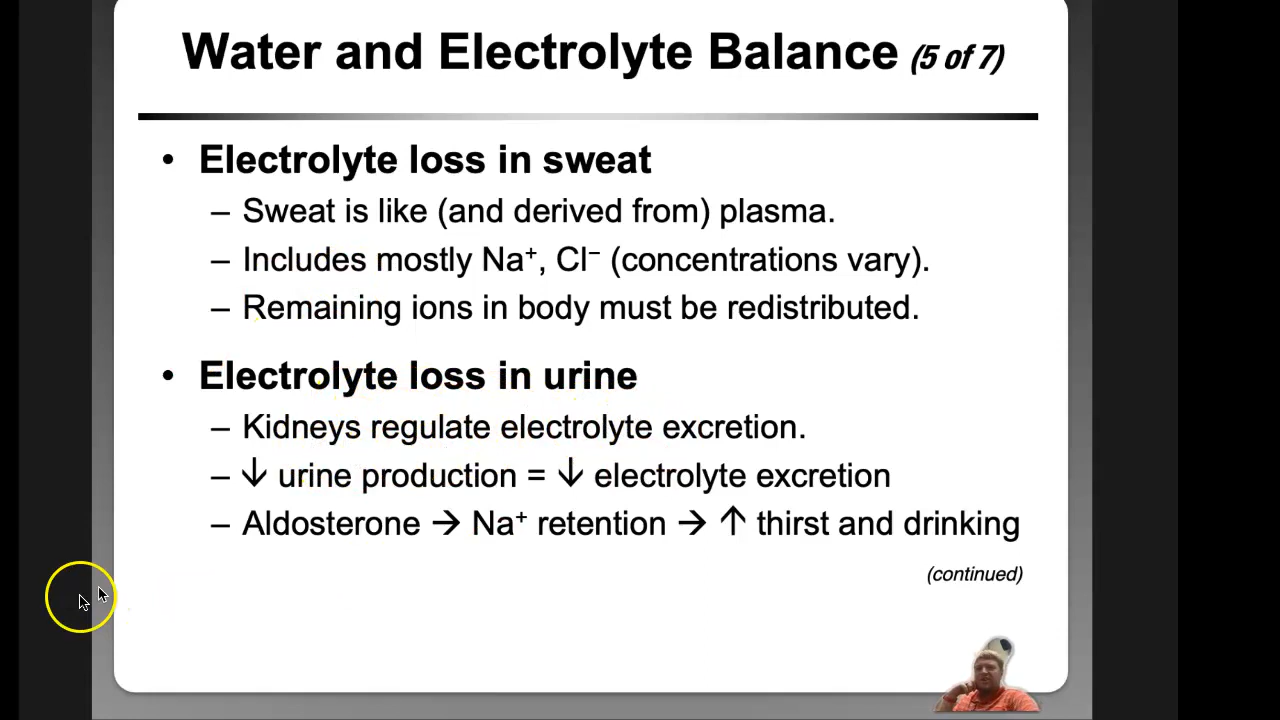 Water and Electrolyte Balance (5 of 7)
• Electrolyte loss in sweat
– Sweat is like (and derived from) plasma.
– Includes mostly Na⁺, Cl⁻ (concentrations vary).
– Remaining ions in body must be redistributed.
• Electrolyte loss in urine
– Kidneys regulate electrolyte excretion.
– ↓ urine production = ↓ electrolyte excretion
– Aldosterone → Na⁺ retention → ↑ thirst and drinking
(continued)